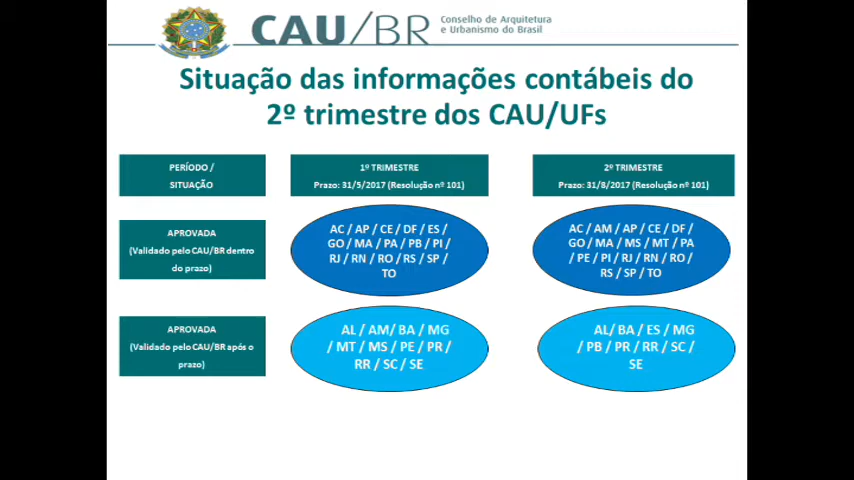 CAU/BR
Conselho de Arquitetura
e Urbanismo do Brasil
Situação das informações contábeis do
2º trimestre dos CAU/UFs
PERÍODO /
SITUAÇÃO
1º TRIMESTRE
Prazo: 31/5/2017 (Resolução nº 101)
2º TRIMESTRE
Prazo: 31/8/2017 (Resolução nº 101)
APROVADA
(Validado pelo CAU/BR dentro
do prazo)
AC / AP / CE / DF / ES /
GO / MA / PA / PB / PI /
RJ / RN / RO / RS / SP /
TO
AC / AM / AP / CE / DF /
GO / MA / MS / MT / PA
/ PE / PI / RJ / RN / RO /
RS / SP / TO
APROVADA
(Validado pelo CAU/BR após o
prazo)
AL / AM/ BA / MG
/ MT / MS / PE / PR /
RR / SC / SE
AL/ BA / ES / MG
/ PB / PR / RR / SC /
SE